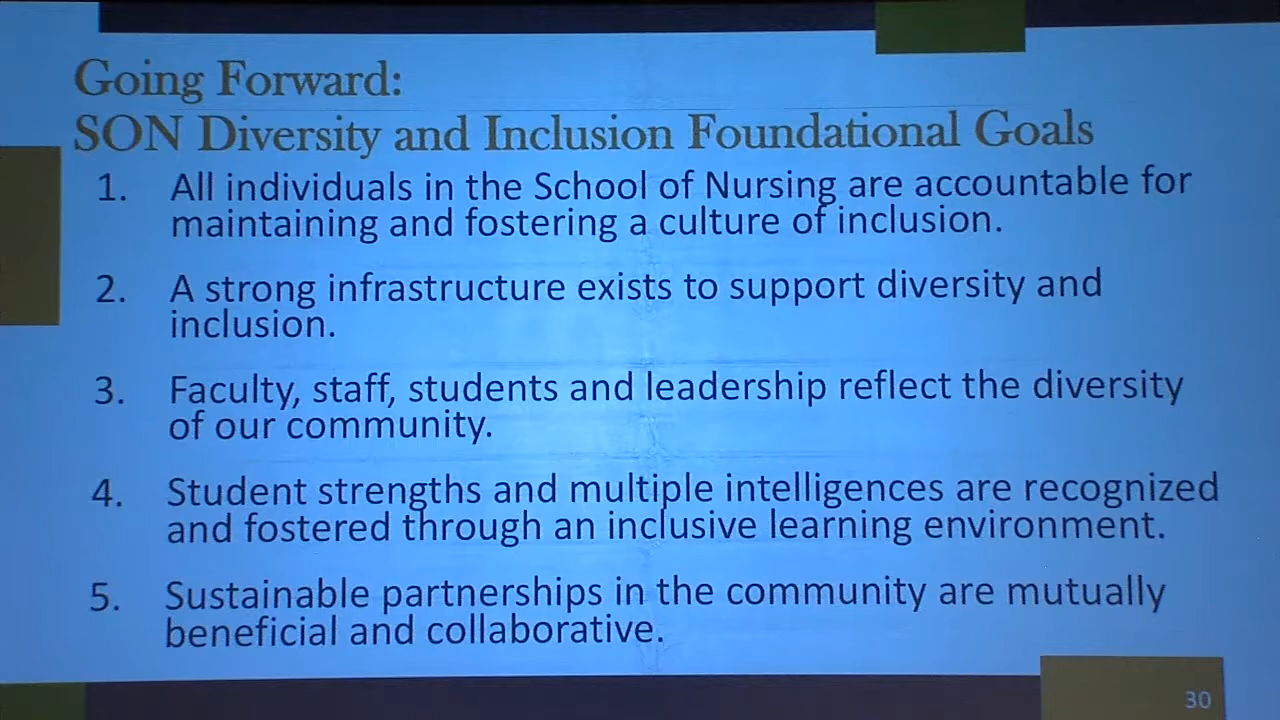 Going Forward:
SON Diversity and Inclusion Foundational Goals
1. All individuals in the School of Nursing are accountable for
maintaining and fostering a culture of inclusion.
2. A strong infrastructure exists to support diversity and
inclusion.
3. Faculty, staff, students and leadership reflect the diversity
of our community.
4. Student strengths and multiple intelligences are recognized
and fostered through an inclusive learning environment.
5. Sustainable partnerships in the community are mutually
beneficial and collaborative.
30